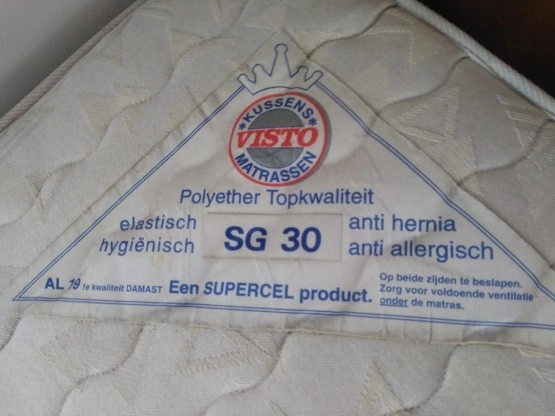 *KUSSENS*
VISTO
MATRASSEN
Polyether Topkwaliteit
elastisch
hygiënisch
SG 30
anti hernia
anti allergisch
AL 19 1e kwaliteit DAMAST Een SUPERCEL product.
Op beide zijden te beslapen.
Zorg voor voldoende ventilatie
onder de matras.